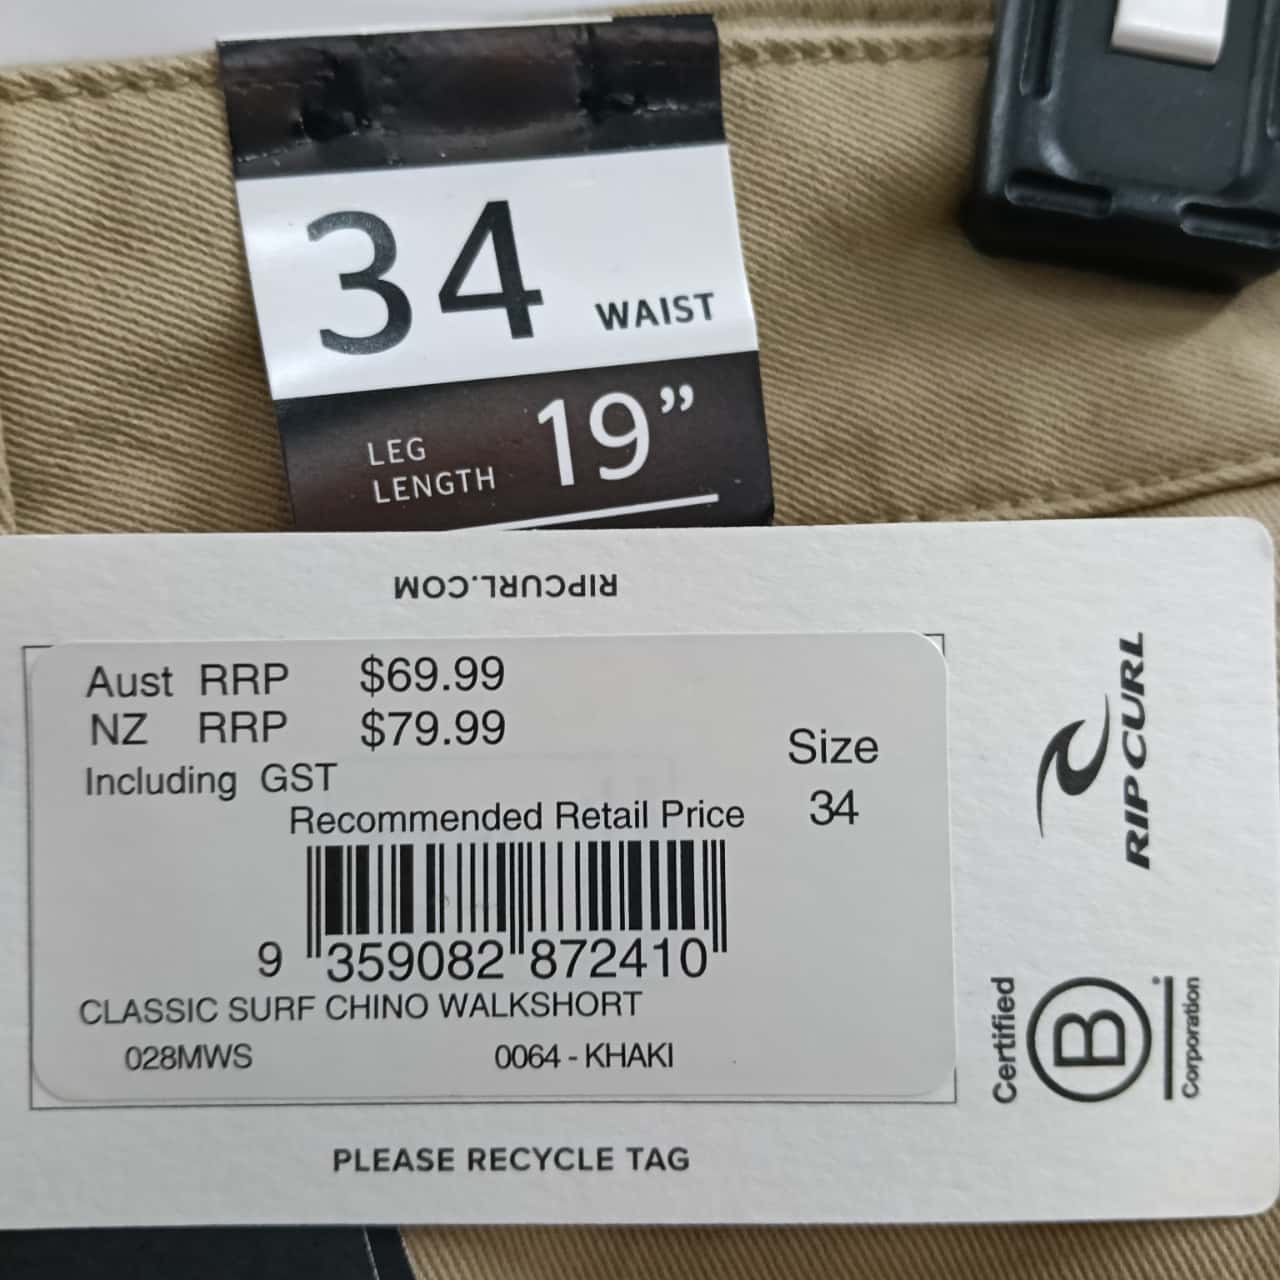 34 WAIST
LEG LENGTH 19”
RIPCURL.COM
Aust RRP $69.99
NZ RRP $79.99
Including GST
Recommended Retail Price
Size
34
9 359082 872410
CLASSIC SURF CHINO WALKSHORT
028MWS 0064 - KHAKI
PLEASE RECYCLE TAG
RIP CURL
Certified
B
Corporation